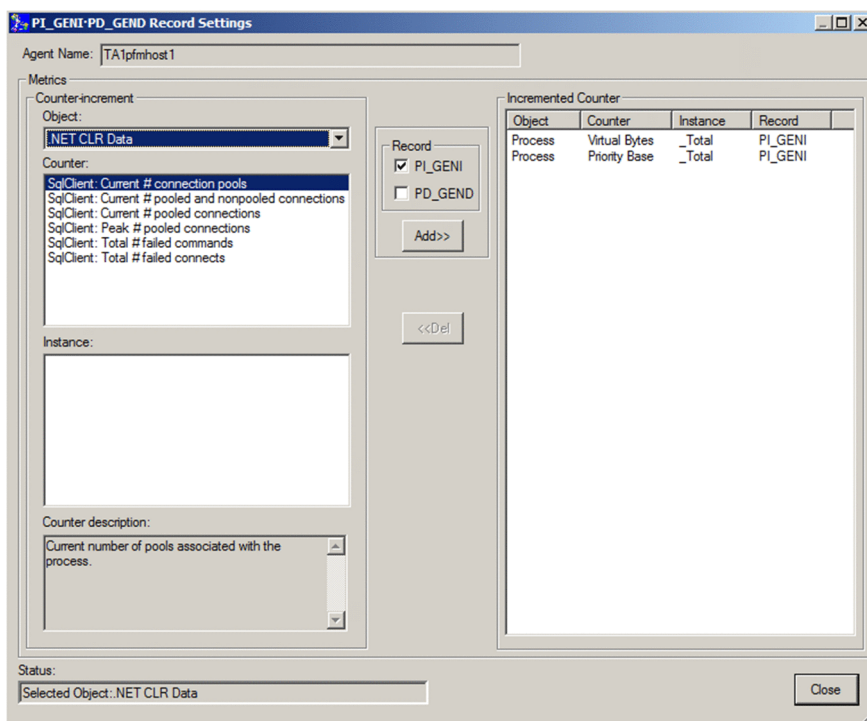 PI_GENI·PD_GEND Record Settings
Agent Name: TA1pfmhost1
Metrics
Counter-increment
Object:
.NET CLR Data
Counter:
SqlClient: Current # connection pools
SqlClient: Current # pooled and nonpooled connections
SqlClient: Current # pooled connections
SqlClient: Peak # pooled connections
SqlClient: Total # failed commands
SqlClient: Total # failed connects
Instance:
Counter description:
Current number of pools associated with the
process.
Record
PI_GENI
PD_GEND
Add>>
<<Del
Incremented Counter
Object Counter Instance Record
Process Virtual Bytes _Total PI_GENI
Process Priority Base _Total PI_GENI
Status:
Selected Object:.NET CLR Data
Close